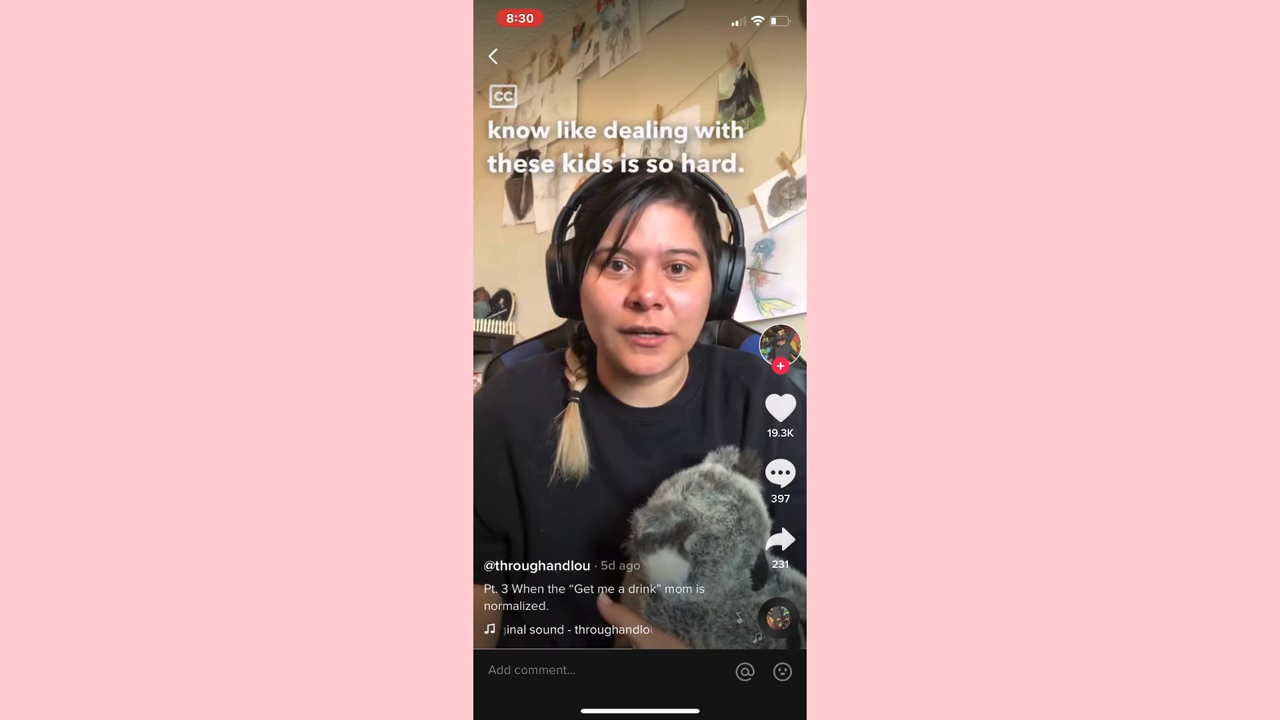 8:30
CC
know like dealing with
these kids is so hard.
19.3K
397
231
@throughandlou · 5d ago
Pt. 3 When the “Get me a drink” mom is
normalized.
inal sound - throughandlo
Add comment...